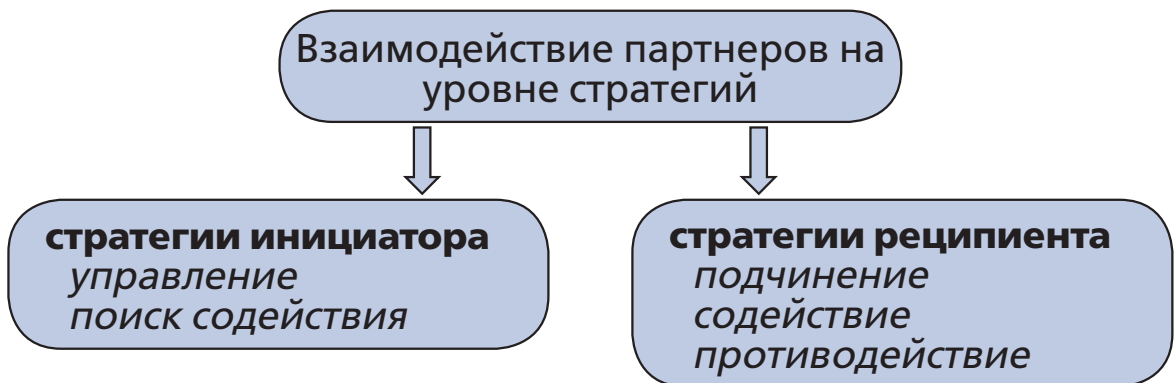 Взаимодействие партнеров на
уровне стратегий
стратегии инициатора
управление
поиск содействия
стратегии реципиента
подчинение
содействие
противодействие